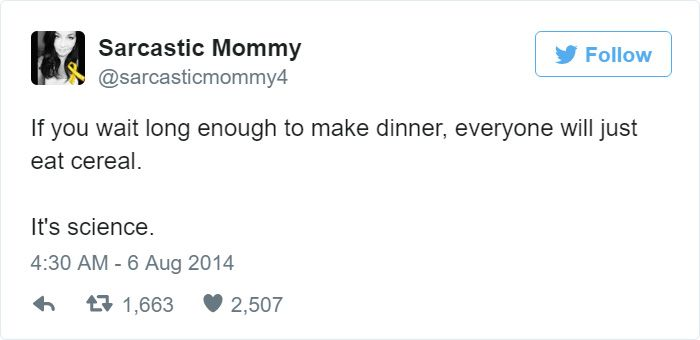 Sarcastic Mommy
@sarcasticmommy4
Follow
If you wait long enough to make dinner, everyone will just
eat cereal.
It's science.
4:30 AM - 6 Aug 2014
1,663 2,507